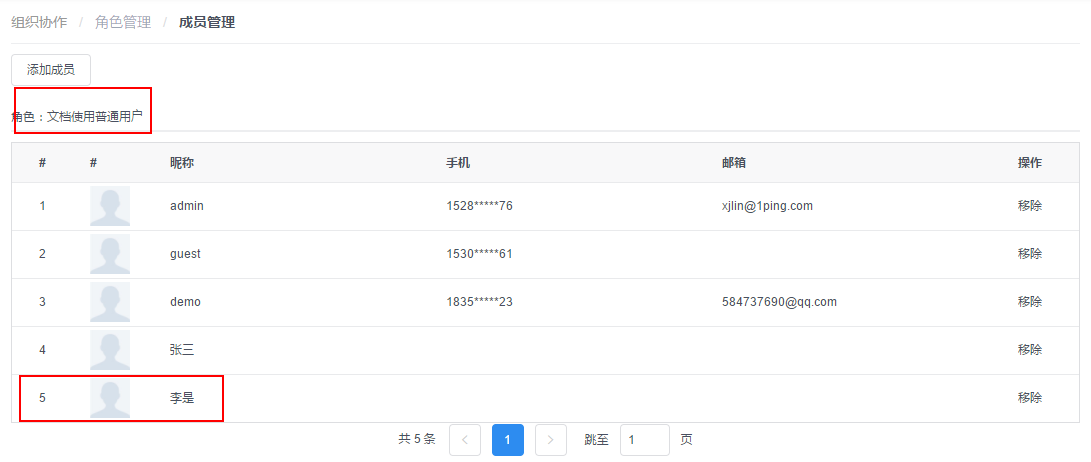 组织协作 / 角色管理 / 成员管理
添加成员
角色：文档使用普通用户
# # 昵称 手机 邮箱 操作
1 admin 1528*****76 xjlin@1ping.com 移除
2 guest 1530*****61 移除
3 demo 1835*****23 584737690@qq.com 移除
4 张三 移除
5 李是 移除
共 5 条 < 1 > 跳至 1 页